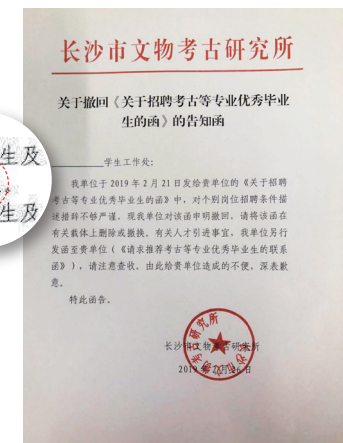 长沙市文物考古研究所
关于撤回《关于招聘考古等专业优秀毕业
生的函》的告知函
学生工作处：
我单位于 2019 年 2 月 21 日发给贵单位的《关于招聘
考古等专业优秀毕业生的函》中，对个别岗位招聘条件描
述措辞不够严谨。现我单位对该函申明撤回，请将该函在
有关载体上删除或撤换。有关人才引进事宜，我单位另行
发函至贵单位（《请求推荐考古等专业优秀毕业生的联系
函》），请注意查收。由此给贵单位造成的不便，深表歉
意。
特此函告。
长沙市文物考古研究所
2019 年 2 月 26 日
生及
生及